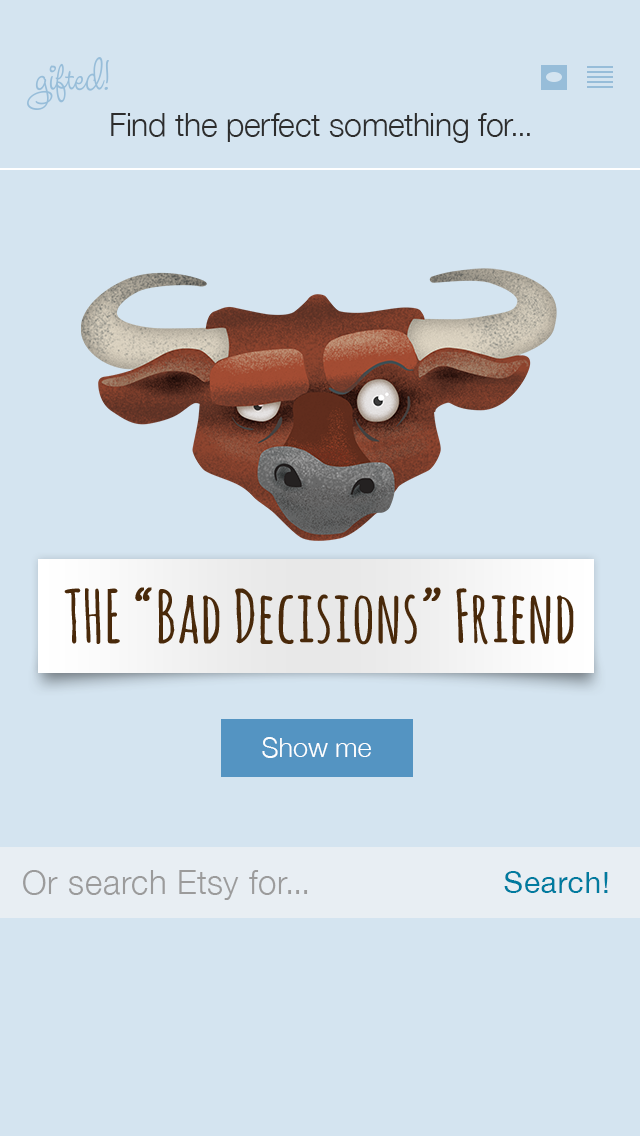 gifted!
Find the perfect something for...
THE “BAD DECISIONS” FRIEND
Show me
Or search Etsy for...
Search!